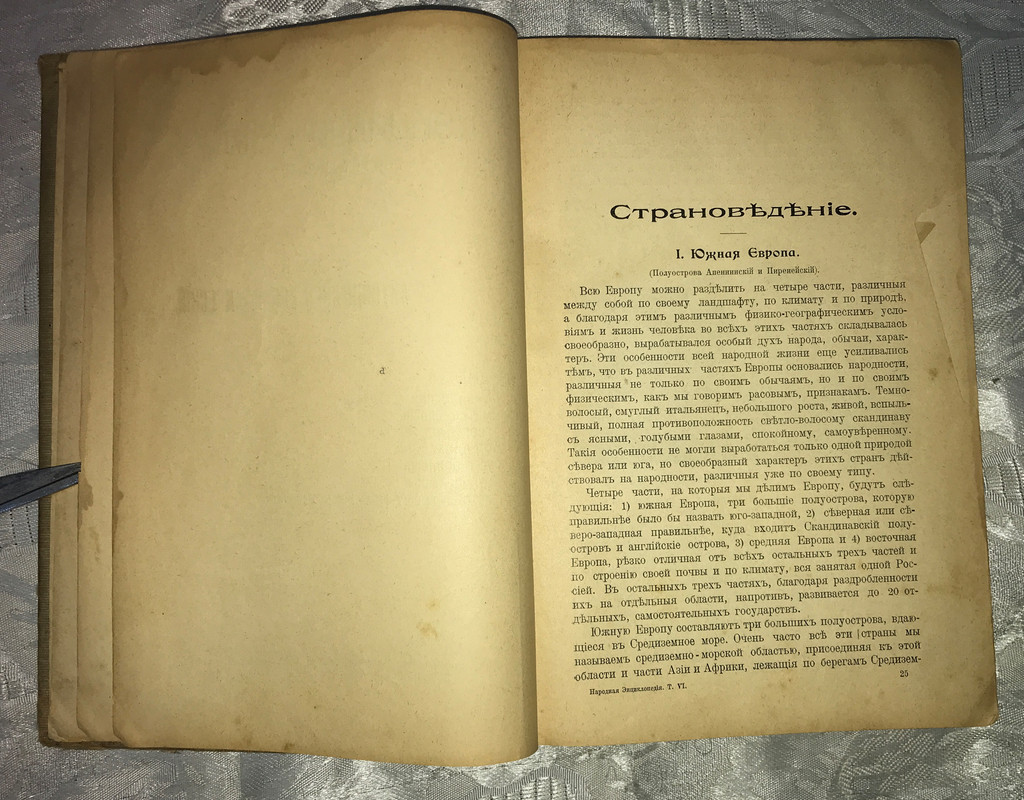 Страновѣдѣніе.
I. Южная Европа.
(Полуострова Апеннинскій и Пиренейскій).
Всю Европу можно раздѣлить на четыре части, различныя
между собой по своему ландшафту, по климату и по природѣ,
а благодаря этимъ различнымъ физико-географическимъ усло-
віямъ и жизнь человѣка во всѣхъ этихъ частяхъ складывалась
своеобразно, вырабатывался особый духъ народа, обычаи, харак-
теръ. Эти особенности всей народной жизни еще усиливались
тѣмъ, что въ различныхъ частяхъ Европы основались народности,
различныя не только по своимъ обычаямъ, но и по своимъ
физическимъ, какъ мы говоримъ расовымъ, признакамъ. Темно-
волосый, смуглый итальянецъ, небольшого роста, живой, вспыль-
чивый, полная противоположность свѣтло-волосому скандинаву
съ ясными, голубыми глазами, спокойному, самоувѣренному.
Такія особенности не могли выработаться только одной природой
сѣвера или юга, но своеобразный характеръ этихъ странъ дѣй-
ствовалъ на народности, различныя уже по своему типу.
Четыре части, на которыя мы дѣлимъ Европу, будутъ слѣ-
дующія: 1) южная Европа, три большіе полуострова, которую
правильнѣе было бы назвать юго-западной, 2) сѣверная или сѣ-
веро-западная правильнѣе, куда входитъ Скандинавскій полу-
островъ и англійскіе острова, 3) средняя Европа и 4) восточная
Европа, рѣзко отличная отъ всѣхъ остальныхъ трехъ частей и
по строенію своей почвы и по климату, вся занятая одной Рос-
сіей. Въ остальныхъ трехъ частяхъ, благодаря раздробленности
ихъ на отдѣльныя области, напротивъ, развивается до 20 от-
дѣльныхъ, самостоятельныхъ государствъ.
Южную Европу составляютъ три большихъ полуострова, вдаю-
щіеся въ Средиземное море. Очень часто всѣ эти страны мы
называемъ средиземно-морской областью, присоединяя къ этой
области и части Азіи и Африки, лежащія по берегамъ Средизем-
Народная Энциклопедія. Т. VI.
25